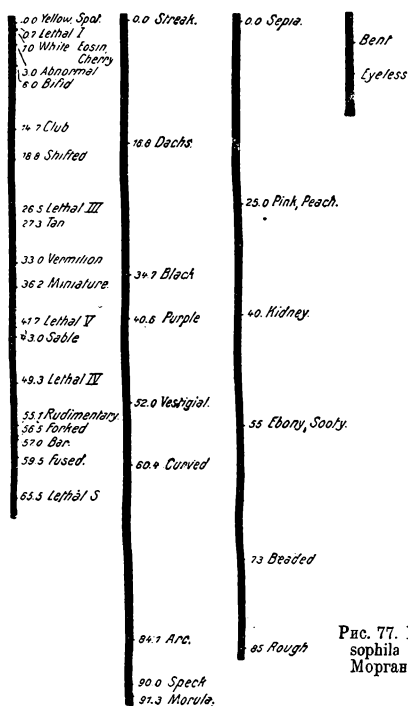 .0 Yellow, Spot.
0.7 Lethal I
1.0 White Eosin,
Cherry
3.0 Abnormal
6.0 Bifid
14.7 Club
18.8 Shifted
26.5 Lethal III
27.3 Tan
33.0 Vermilion
36.2 Miniature.
41.7 Lethal V
43.0 Sable
49.3 Lethal IV
55.1 Rudimentary.
56.5 Forked
57.0 Bar.
59.5 Fused.
65.5 Lethal S
0.0 Streak.
16.8 Dachs.
34.7 Black
40.6 Purple
52.0 Vestigial.
60.4 Curved
84.1 Arc.
90.0 Speck
91.3 Morula.
0.0 Sepia.
25.0 Pink, Peach.
40. Kidney.
55 Ebony, Sooty.
73 Beaded
85 Rough
Bent
Eyeless
Рис. 77.
sophila
Морган